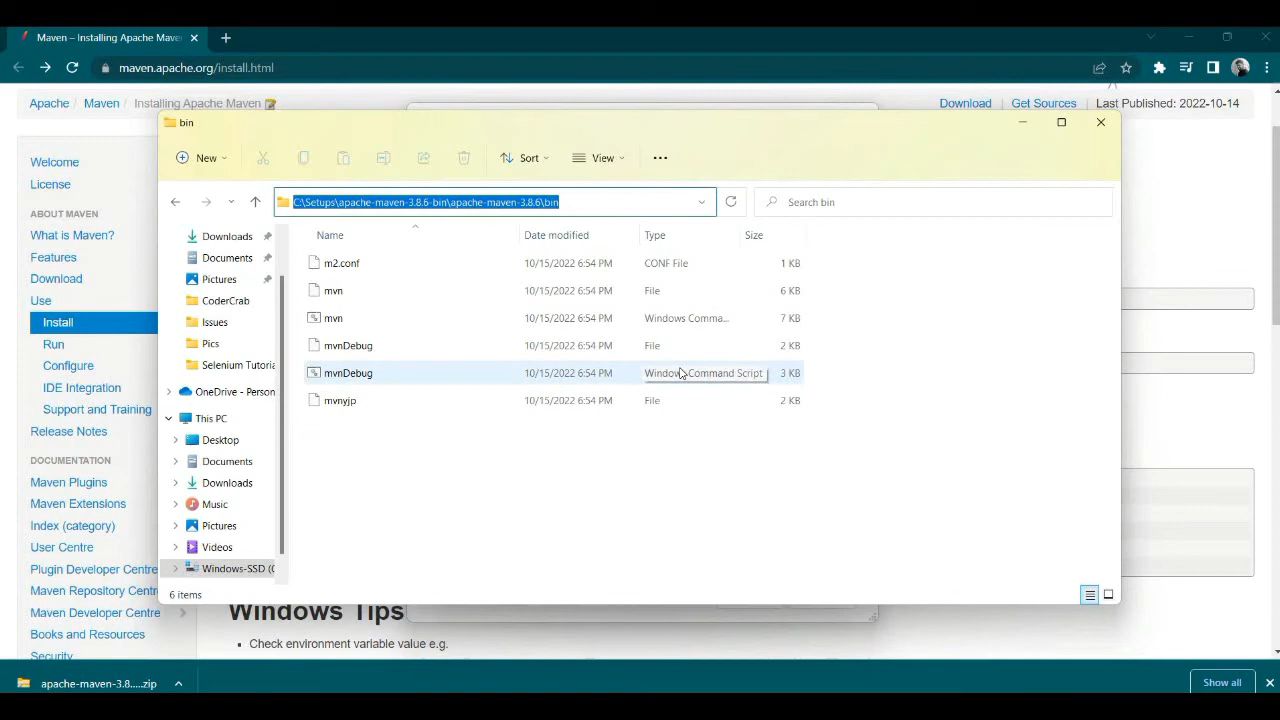 Maven – Installing Apache Maven
maven.apache.org/install.html
Apache / Maven / Installing Apache Maven
Download | Get Sources | Last Published: 2022-10-14
Welcome
License
ABOUT MAVEN
What is Maven?
Features
Download
Use
Install
Run
Configure
IDE Integration
Support and Training
Release Notes
DOCUMENTATION
Maven Plugins
Maven Extensions
Index (category)
User Centre
Plugin Developer Centre
Maven Repository Centre
Maven Developer Centre
Books and Resources
Security
bin
New
Sort
View
C:\Setups\apache-maven-3.8.6-bin\apache-maven-3.8.6\bin
Search bin
Downloads
Documents
Pictures
CoderCrab
Issues
Pics
Selenium Tutoria
OneDrive - Person
This PC
Desktop
Documents
Downloads
Music
Pictures
Videos
Windows-SSD (C
Name Date modified Type Size
m2.conf 10/15/2022 6:54 PM CONF File 1 KB
mvn 10/15/2022 6:54 PM File 6 KB
mvn 10/15/2022 6:54 PM Windows Comma... 7 KB
mvnDebug 10/15/2022 6:54 PM File 2 KB
mvnDebug 10/15/2022 6:54 PM Windows Command Script 3 KB
mvnyjp 10/15/2022 6:54 PM File 2 KB
6 items
Windows Tips
Check environment variable value e.g.
apache-maven-3.8.....zip
Show all